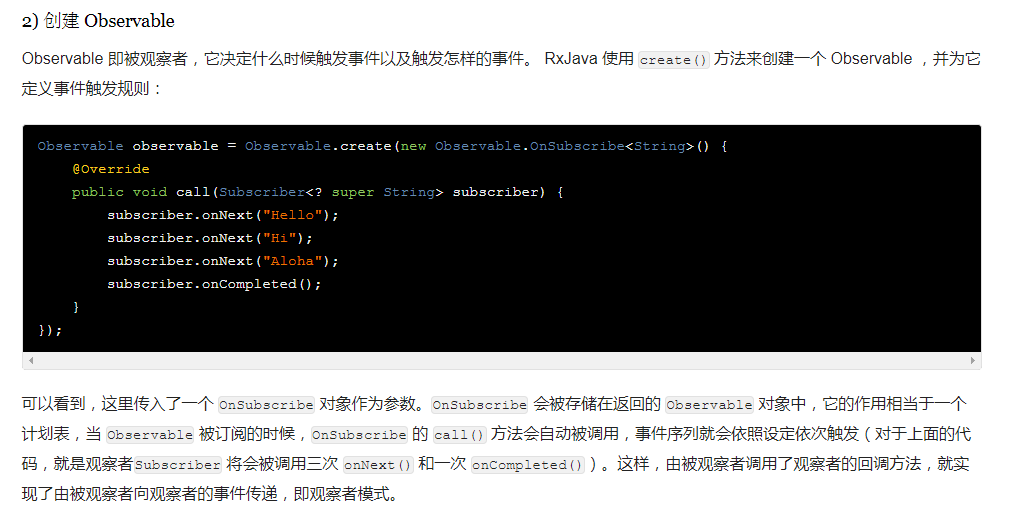 2) 创建 Observable
Observable 即被观察者，它决定什么时候触发事件以及触发怎样的事件。 RxJava 使用 create() 方法来创建一个 Observable ，并为它
定义事件触发规则：
Observable observable = Observable.create(new Observable.OnSubscribe<String>() {
    @Override
    public void call(Subscriber<? super String> subscriber) {
        subscriber.onNext("Hello");
        subscriber.onNext("Hi");
        subscriber.onNext("Aloha");
        subscriber.onCompleted();
    }
});
可以看到，这里传入了一个 OnSubscribe 对象作为参数。OnSubscribe 会被存储在返回的 Observable 对象中，它的作用相当于一个
计划表，当 Observable 被订阅的时候，OnSubscribe 的 call() 方法会自动被调用，事件序列就会依照设定依次触发（对于上面的代
码，就是观察者Subscriber 将会被调用三次 onNext() 和一次 onCompleted()）。这样，由被观察者调用了观察者的回调方法，就实
现了由被观察者向观察者的事件传递，即观察者模式。